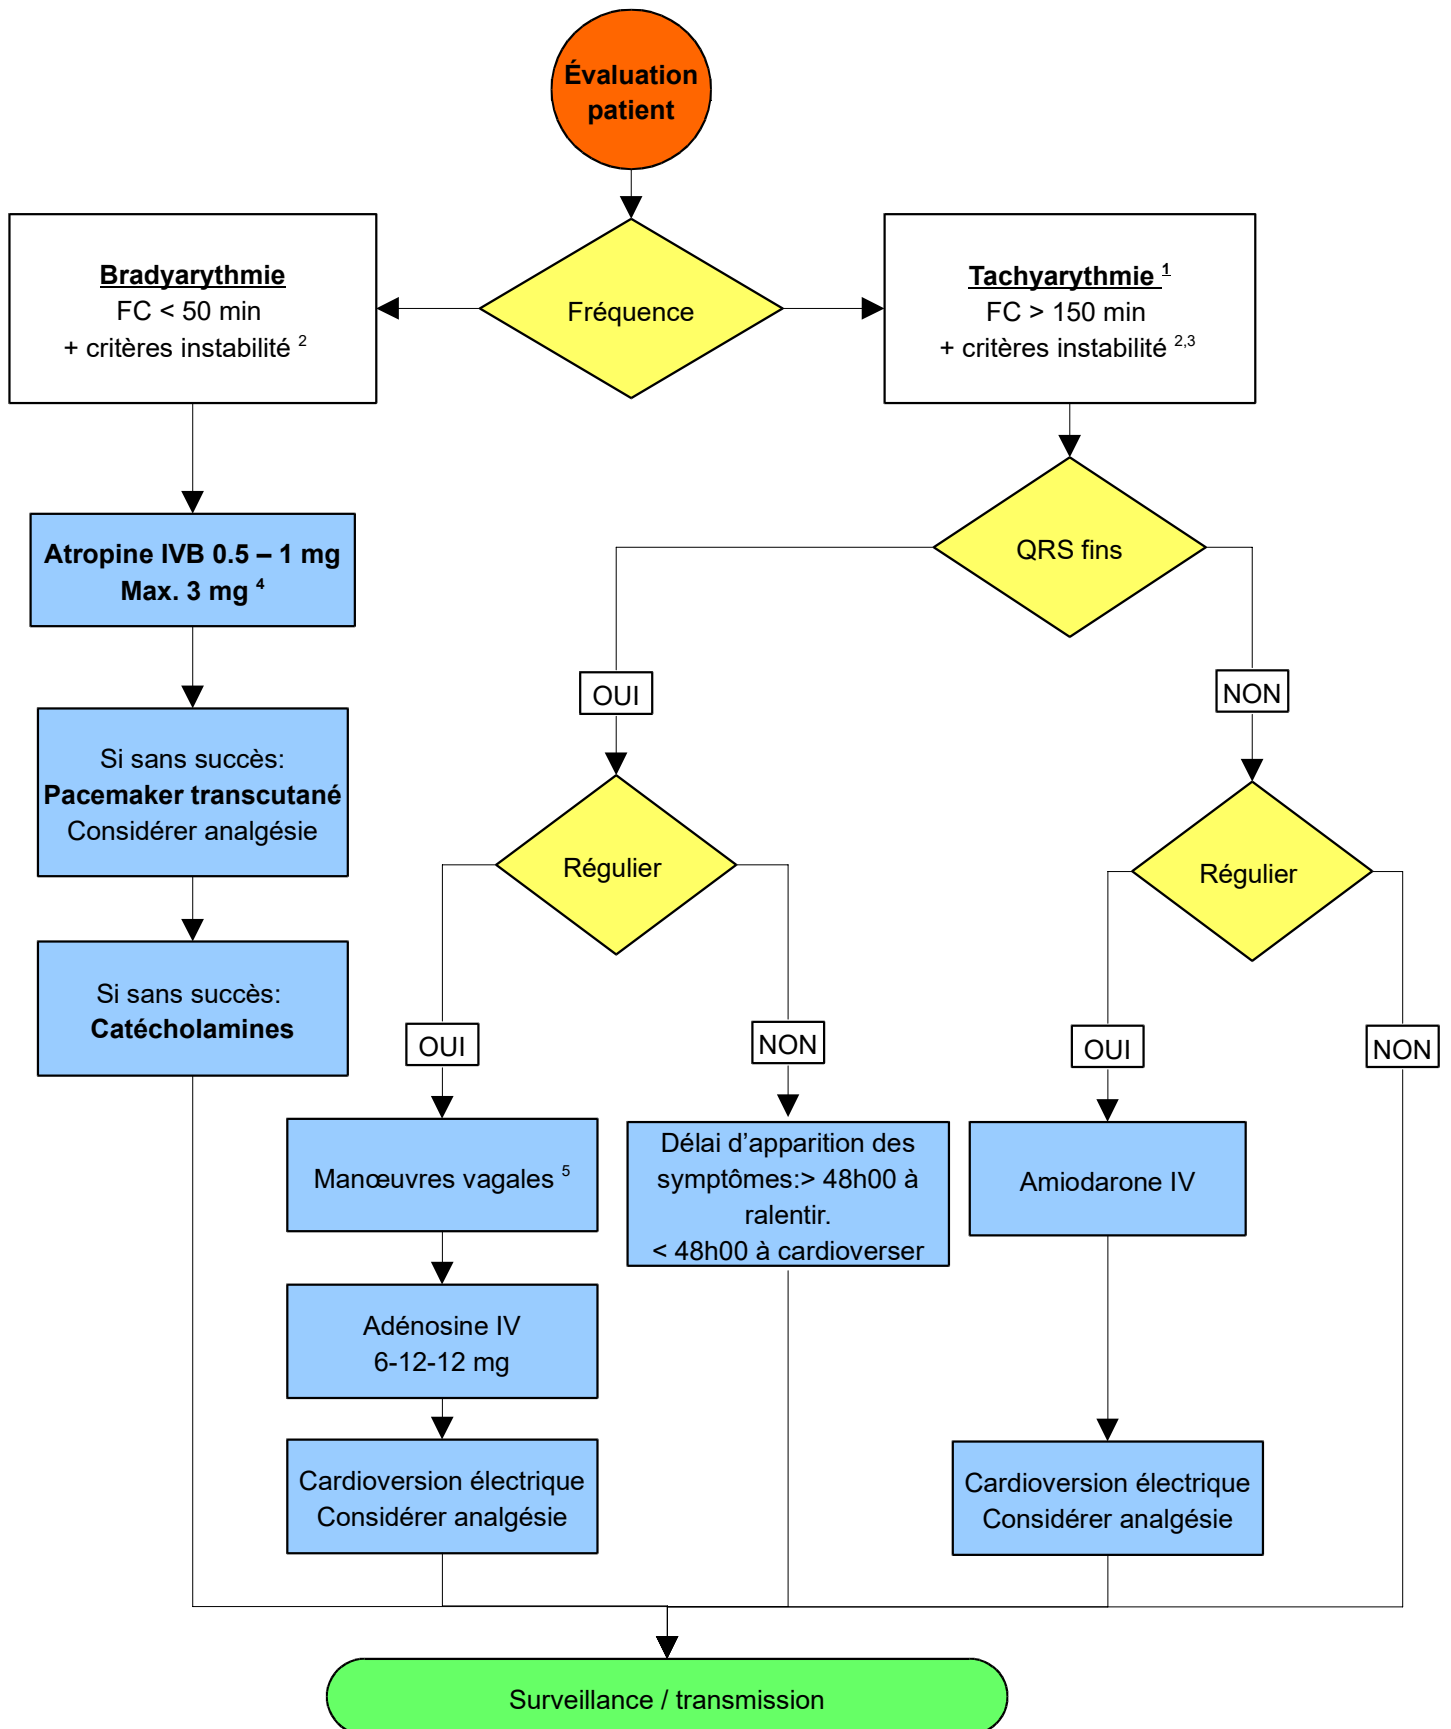 Évaluation
patient
Bradyarythmie
FC < 50 min
+ critères instabilité 2
Fréquence
Tachyarythmie 1
FC > 150 min
+ critères instabilité 2,3
Atropine IVB 0.5 – 1 mg
Max. 3 mg 4
QRS fins
OUI
NON
Si sans succès:
Pacemaker transcutané
Considérer analgésie
Régulier
Régulier
Si sans succès:
Catécholamines
OUI
NON
OUI
NON
Manœuvres vagales 5
Délai d’apparition des
symptômes:> 48h00 à
ralentir.
< 48h00 à cardioverser
Amiodarone IV
Adénosine IV
6-12-12 mg
Cardioversion électrique
Considérer analgésie
Cardioversion électrique
Considérer analgésie
Surveillance / transmission